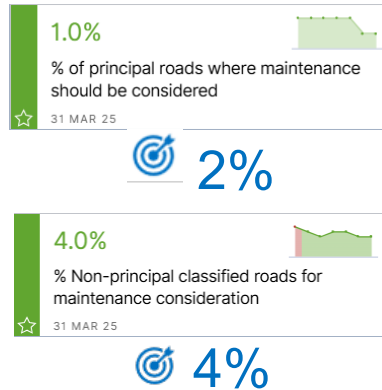 1.0%
% of principal roads where maintenance
should be considered
31 MAR 25
2%
4.0%
% Non-principal classified roads for
maintenance consideration
31 MAR 25
4%